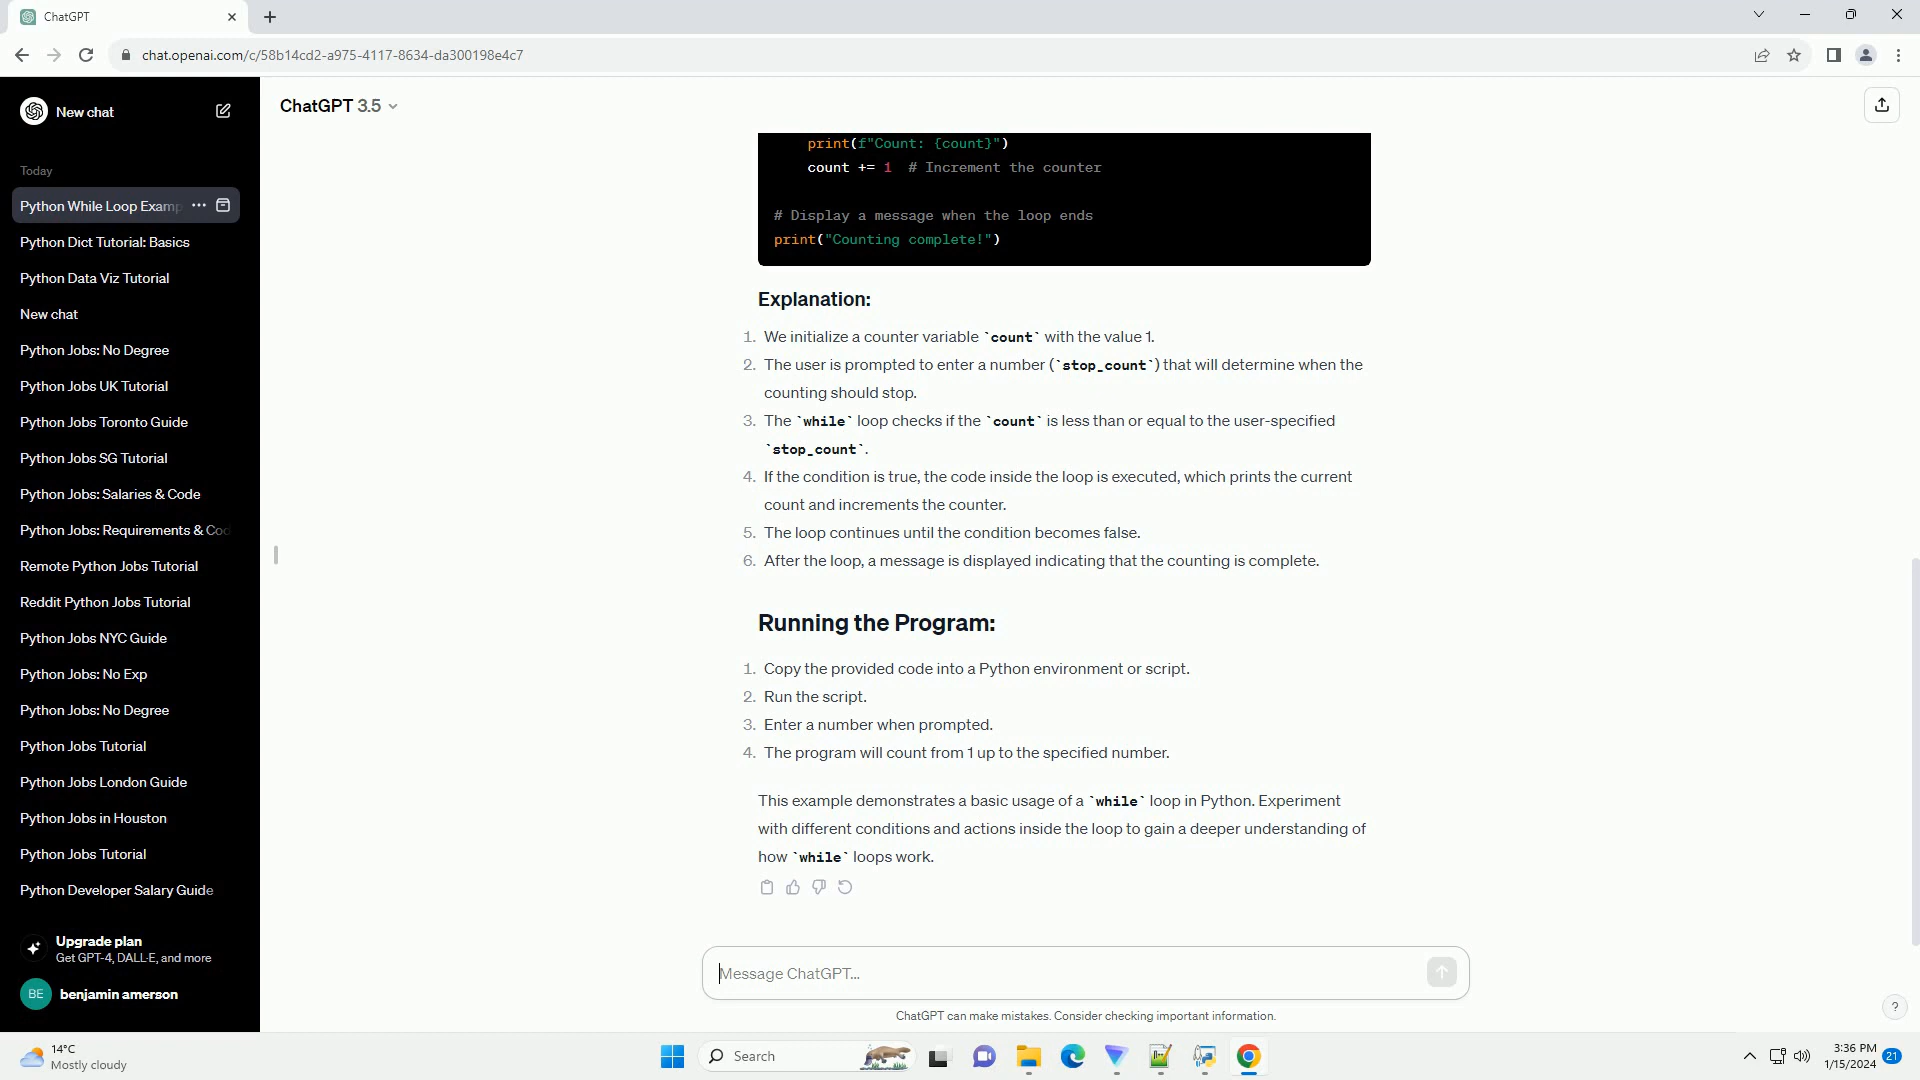 ChatGPT
chat.openai.com/c/58b14cd2-a975-4117-8634-da300198e4c7
New chat
Today
Python While Loop Examp
Python Dict Tutorial: Basics
Python Data Viz Tutorial
New chat
Python Jobs: No Degree
Python Jobs UK Tutorial
Python Jobs Toronto Guide
Python Jobs SG Tutorial
Python Jobs: Salaries & Code
Python Jobs: Requirements & Cod
Remote Python Jobs Tutorial
Reddit Python Jobs Tutorial
Python Jobs NYC Guide
Python Jobs: No Exp
Python Jobs: No Degree
Python Jobs Tutorial
Python Jobs London Guide
Python Jobs in Houston
Python Jobs Tutorial
Python Developer Salary Guide
Upgrade plan
Get GPT-4, DALL·E, and more
BE benjamin amerson
ChatGPT 3.5
print(f"Count: {count}")
count += 1  # Increment the counter
# Display a message when the loop ends
print("Counting complete!")
Explanation:
1. We initialize a counter variable `count` with the value 1.
2. The user is prompted to enter a number (`stop_count`) that will determine when the
counting should stop.
3. The `while` loop checks if the `count` is less than or equal to the user-specified
`stop_count`.
4. If the condition is true, the code inside the loop is executed, which prints the current
count and increments the counter.
5. The loop continues until the condition becomes false.
6. After the loop, a message is displayed indicating that the counting is complete.
Running the Program:
1. Copy the provided code into a Python environment or script.
2. Run the script.
3. Enter a number when prompted.
4. The program will count from 1 up to the specified number.
This example demonstrates a basic usage of a `while` loop in Python. Experiment
with different conditions and actions inside the loop to gain a deeper understanding of
how `while` loops work.
Message ChatGPT...
ChatGPT can make mistakes. Consider checking important information.
?
14°C
Mostly cloudy
Search
3:36 PM
1/15/2024
21